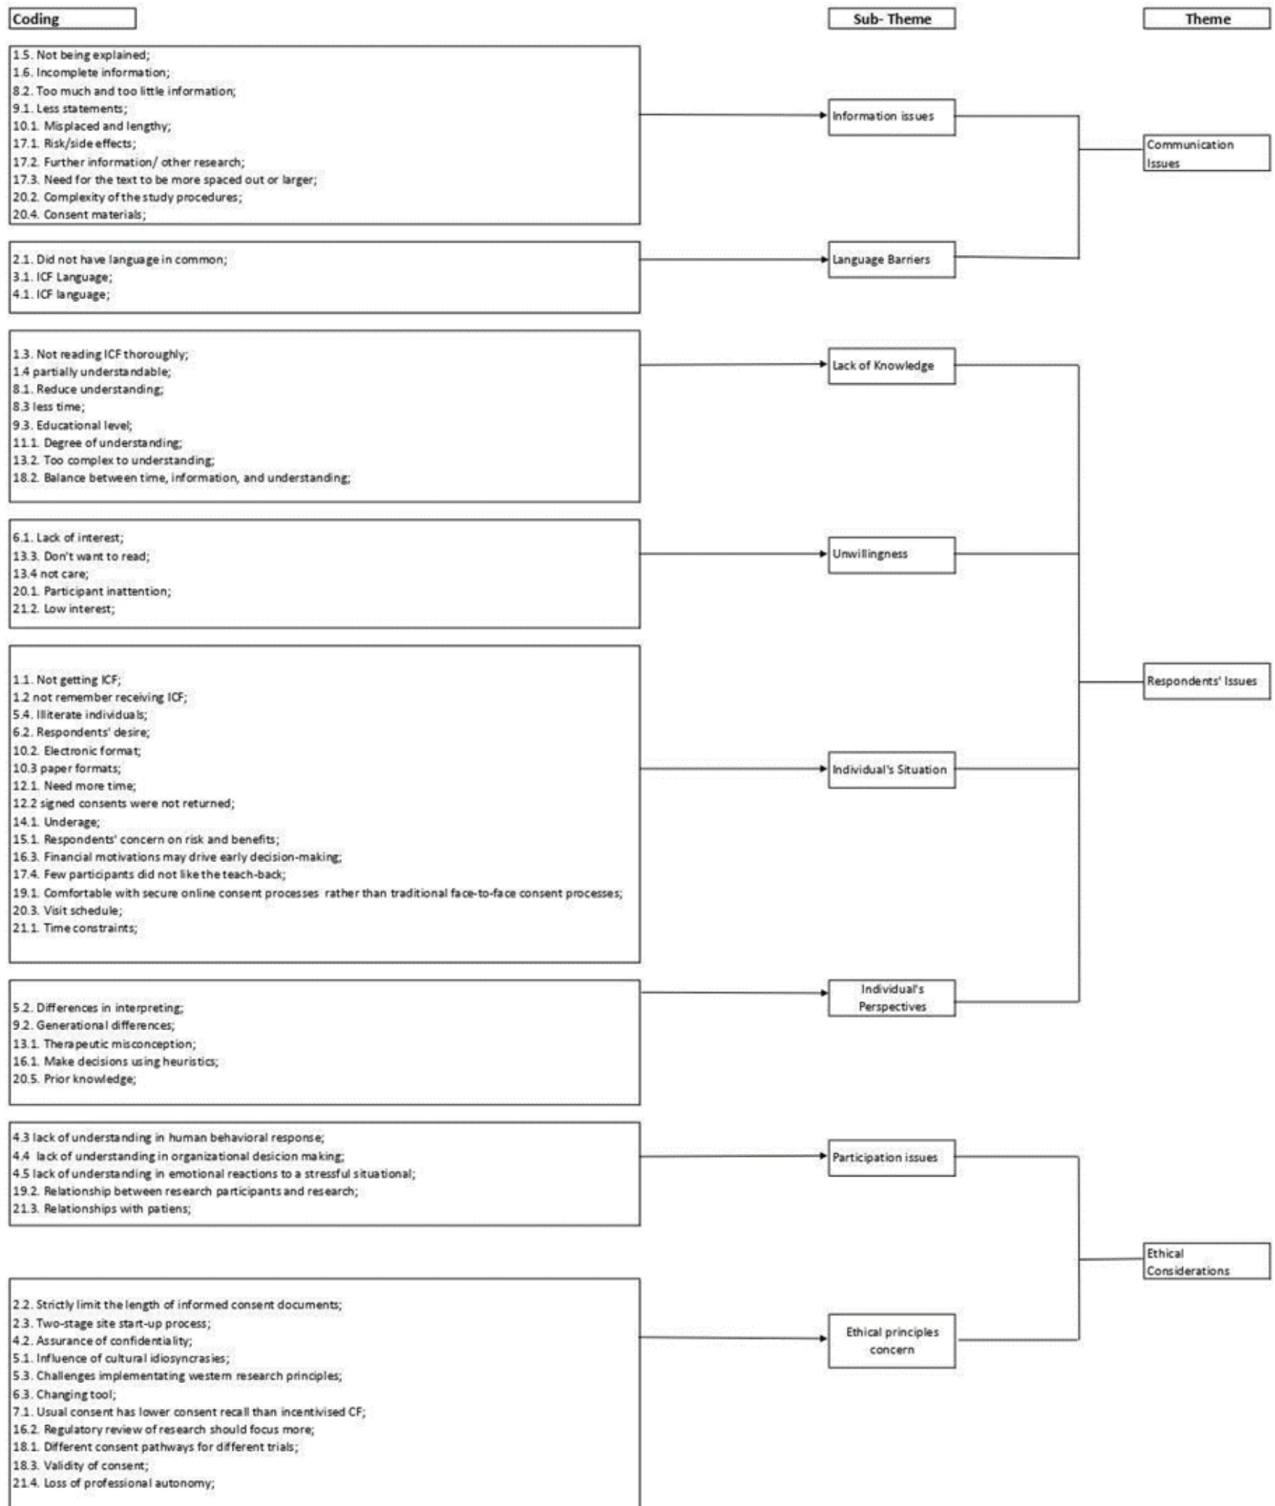 Coding
Sub- Theme
Theme
1.5. Not being explained;
1.6. Incomplete information;
8.2. Too much and too little information;
9.1. Less statements;
10.1. Misplaced and lengthy;
17.1. Risk/side effects;
17.2. Further information/ other research;
17.3. Need for the text to be more spaced out or larger;
20.2. Complexity of the study procedures;
20.4. Consent materials;
Information issues
Communication
Issues
2.1. Did not have language in common;
3.1. ICF Language;
4.1. ICF language;
Language Barriers
1.3. Not reading ICF thoroughly;
1.4 partially understandable;
8.1. Reduce understanding;
8.3 less time;
9.3. Educational level;
11.1. Degree of understanding;
13.2. Too complex to understanding;
18.2. Balance between time, information, and understanding;
Lack of Knowledge
6.1. Lack of interest;
13.3. Don't want to read;
13.4 not care;
20.1. Participant inattention;
21.2. Low interest;
Unwillingness
Respondents' Issues
1.1. Not getting ICF;
1.2 not remember receiving ICF;
5.4. Illiterate individuals;
6.2. Respondents' desire;
10.2. Electronic format;
10.3 paper formats;
12.1. Need more time;
12.2 signed consents were not returned;
14.1. Underage;
15.1. Respondents' concern on risk and benefits;
16.3. Financial motivations may drive early decision-making;
17.4. Few participants did not like the teach-back;
19.1. Comfortable with secure online consent processes rather than traditional face-to-face consent processes;
20.3. Visit schedule;
21.1. Time constraints;
Individual's Situation
5.2. Differences in interpreting;
9.2. Generational differences;
13.1. Therapeutic misconception;
16.1. Make decisions using heuristics;
20.5. Prior knowledge;
Individual's
Perspectives
4.3 lack of understanding in human behavioral response;
4.4 lack of understanding in organizational desicion making;
4.5 lack of understanding in emotional reactions to a stressful situational;
19.2. Relationship between research participants and research;
21.3. Relationships with patiens;
Participation issues
Ethical
Considerations
2.2. Strictly limit the length of informed consent documents;
2.3. Two-stage site start-up process;
4.2. Assurance of confidentiality;
5.1. Influence of cultural idiosyncrasies;
5.3. Challenges implementating western research principles;
6.3. Changing tool;
7.1. Usual consent has lower consent recall than incentivised CF;
16.2. Regulatory review of research should focus more;
18.1. Different consent pathways for different trials;
18.3. Validity of consent;
21.4. Loss of professional autonomy;
Ethical principles
concern